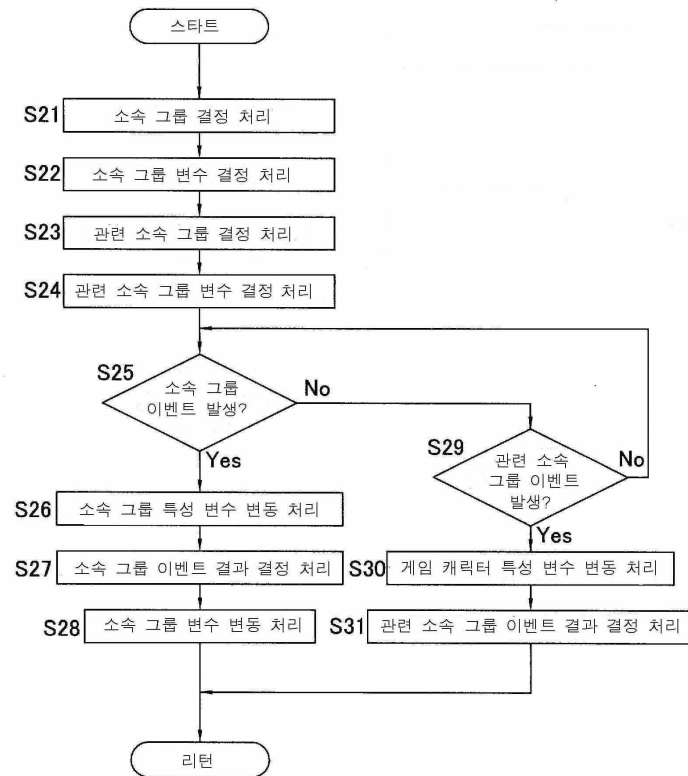 스타트
S21 소속 그룹 결정 처리
S22 소속 그룹 변수 결정 처리
S23 관련 소속 그룹 결정 처리
S24 관련 소속 그룹 변수 결정 처리
S25
소속 그룹
이벤트 발생?
No
Yes
S29
관련 소속
그룹 이벤트
발생?
No
Yes
S26 소속 그룹 특성 변수 변동 처리
S27 소속 그룹 이벤트 결과 결정 처리
S28 소속 그룹 변수 변동 처리
S30 게임 캐릭터 특성 변수 변동 처리
S31 관련 소속 그룹 이벤트 결과 결정 처리
리턴